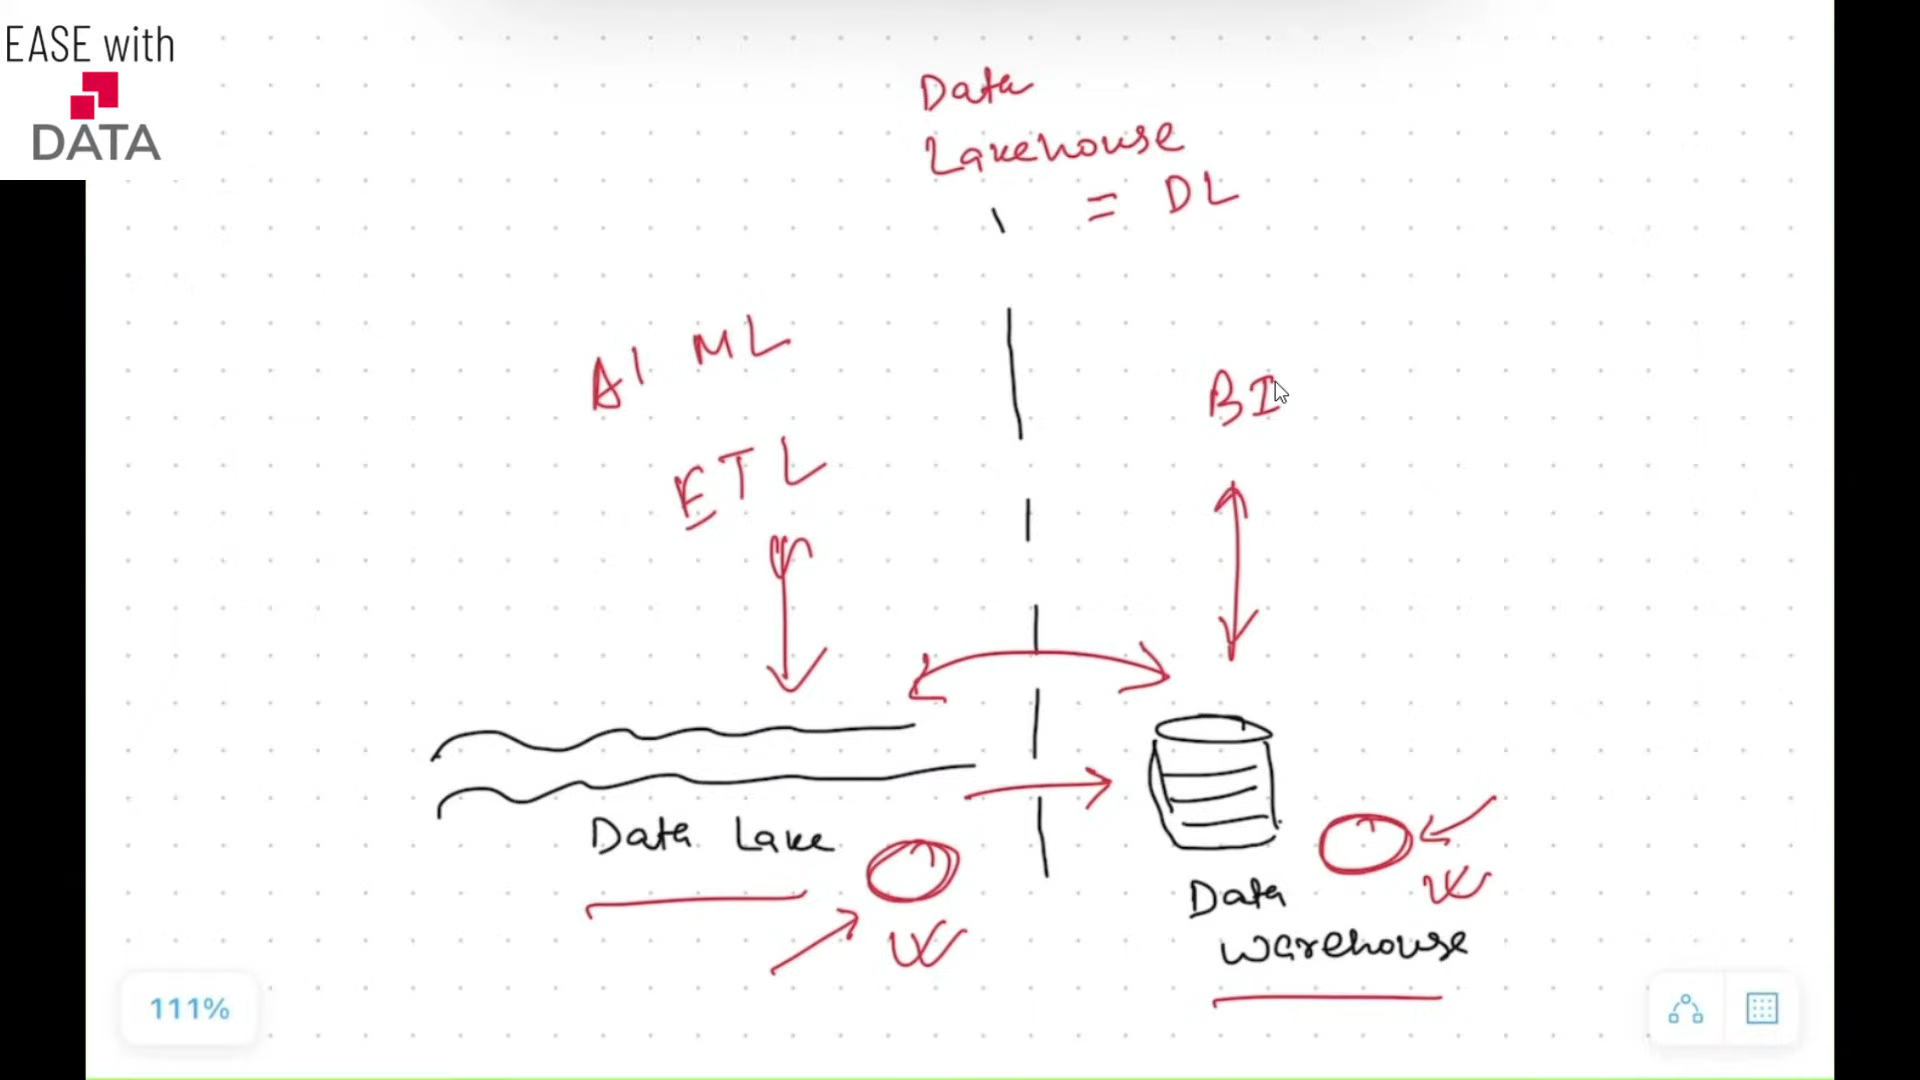 EASE with
DATA
Data
Lakehouse
= DL
AI ML
BI
ETL
Data Lake
Data
Warehouse
111%